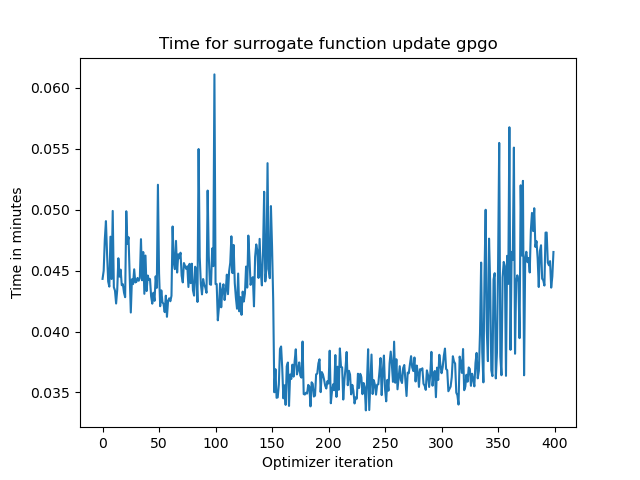 Time for surrogate function update gpgo
0.060
0.055
0.050
0.045
0.040
0.035
Time in minutes
0 50 100 150 200 250 300 350 400
Optimizer iteration